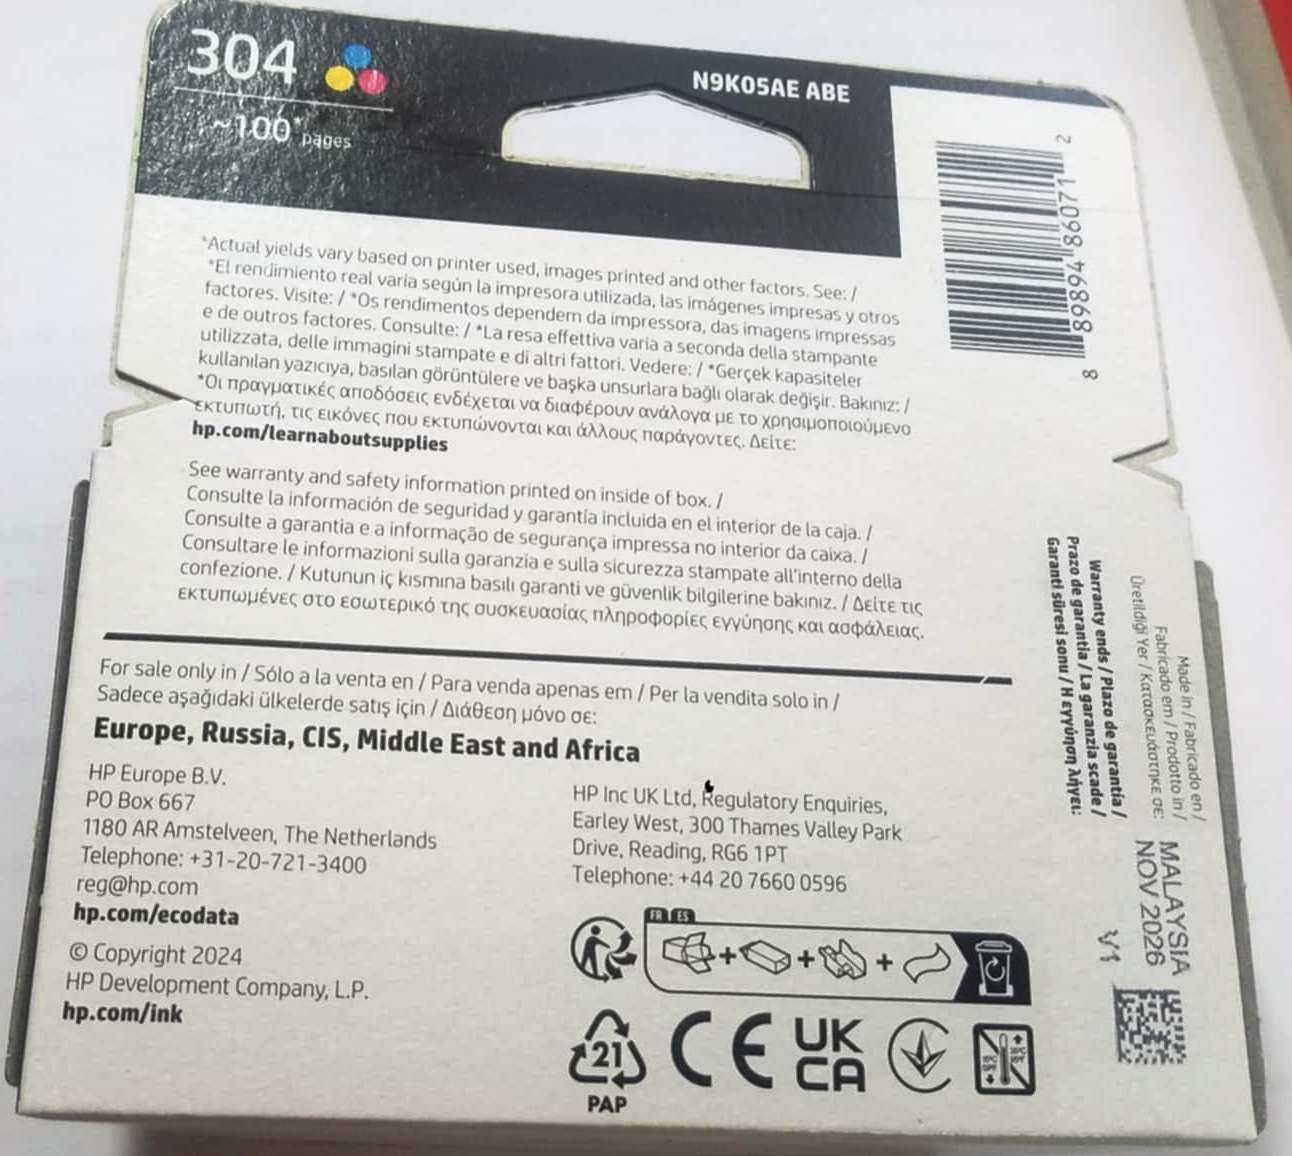 304
~100* pages
N9K05AE ABE
8 89894 86071 2
*Actual yields vary based on printer used, images printed and other factors. See: /
*El rendimiento real varía según la impresora utilizada, las imágenes impresas y otros
factores. Visite: / *Os rendimentos dependem da impressora, das imagens impressas
e de outros factores. Consulte: / *La resa effettiva varia a seconda della stampante
utilizzata, delle immagini stampate e di altri fattori. Vedere: / *Gerçek kapasiteler
kullanılan yazıcıya, basılan görüntülere ve başka unsurlara bağlı olarak değişir. Bakınız: /
*Οι πραγματικές αποδόσεις ενδέχεται να διαφέρουν ανάλογα με το χρησιμοποιούμενο
εκτυπωτή, τις εικόνες που εκτυπώνονται και άλλους παράγοντες. Δείτε:
hp.com/learnaboutsupplies
See warranty and safety information printed on inside of box. /
Consulte la información de seguridad y garantía incluida en el interior de la caja. /
Consulte a garantia e a informação de segurança impressa no interior da caixa. /
Consultare le informazioni sulla garanzia e sulla sicurezza stampate all'interno della
confezione. / Kutunun iç kısmına basılı garanti ve güvenlik bilgilerine bakınız. / Δείτε τις
εκτυπωμένες στο εσωτερικό της συσκευασίας πληροφορίες εγγύησης και ασφάλειας.
For sale only in / Sólo a la venta en / Para venda apenas em / Per la vendita solo in /
Sadece aşağıdaki ülkelerde satış için / Διάθεση μόνο σε:
Europe, Russia, CIS, Middle East and Africa
HP Europe B.V.
PO Box 667
1180 AR Amstelveen, The Netherlands
Telephone: +31-20-721-3400
reg@hp.com
hp.com/ecodata
© Copyright 2024
HP Development Company, L.P.
hp.com/ink
HP Inc UK Ltd, Regulatory Enquiries,
Earley West, 300 Thames Valley Park
Drive, Reading, RG6 1PT
Telephone: +44 20 7660 0596
FR ES
21
PAP
CE
UK
CA
Made in / Fabricado en /
Fabricado em / Prodotto in /
Üretildiği Yer / Κατασκευάστηκε σε:
MALAYSIA
Warranty ends / Plazo de garantía /
Prazo de garantia / La garanzia scade /
Garanti süresi sonu / Η εγγύηση λήγει:
NOV 2026
V1